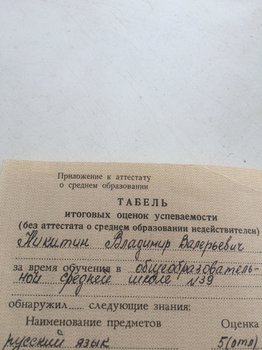 Приложение к аттестату
о среднем образовании
ТАБЕЛЬ
итоговых оценок успеваемости
(без аттестата о среднем образовании недействителен)
Никитин Владимир Валерьевич
за время обучения в общеобразователь-
ной средней школе №39
обнаружил следующие знания:
Наименование предметов Оценка
русский язык 5(отл)